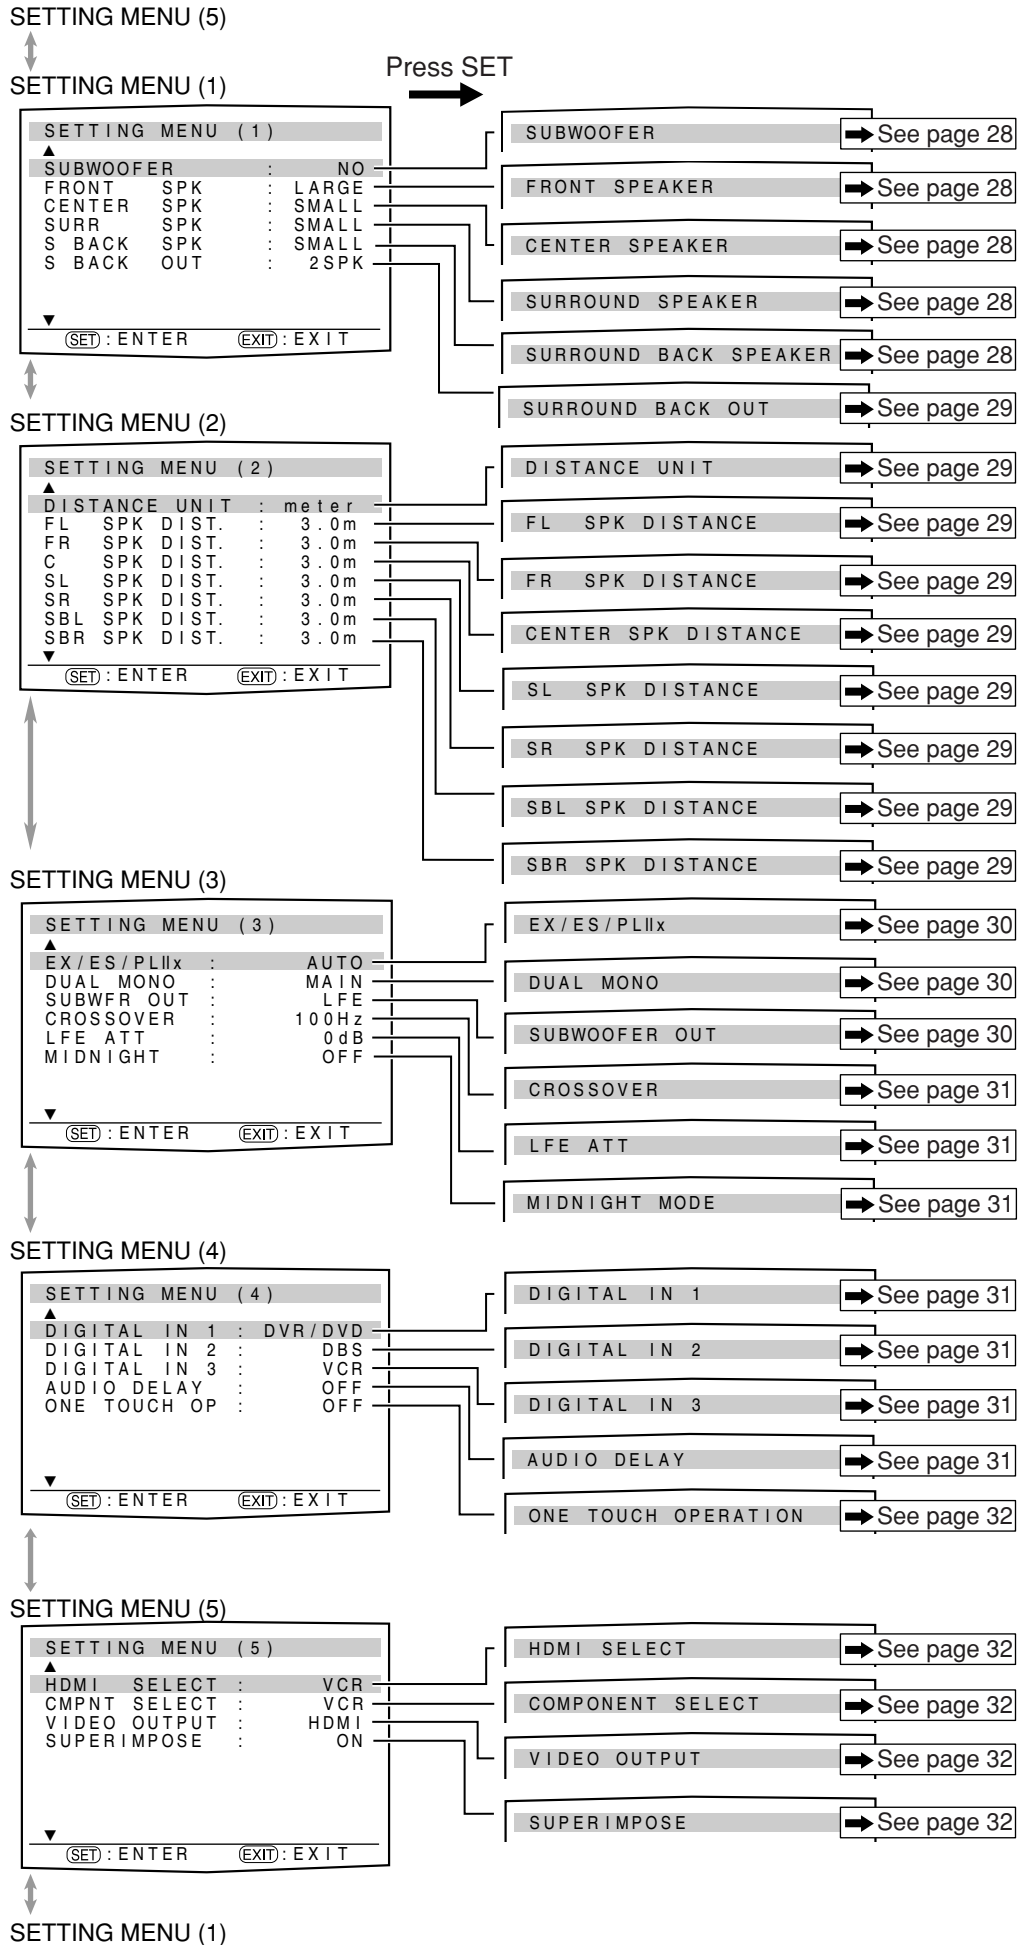 SETTING MENU (5)
Press SET
SETTING MENU (1)
SETTING MENU (1)
▲
SUBWOOFER : NO
FRONT SPK : LARGE
CENTER SPK : SMALL
SURR SPK : SMALL
S BACK SPK : SMALL
S BACK OUT : 2SPK
▼
SET : ENTER EXIT : EXIT
SUBWOOFER See page 28
FRONT SPEAKER See page 28
CENTER SPEAKER See page 28
SURROUND SPEAKER See page 28
SURROUND BACK SPEAKER See page 28
SURROUND BACK OUT See page 29
SETTING MENU (2)
SETTING MENU (2)
▲
DISTANCE UNIT : meter
FL SPK DIST. : 3.0m
FR SPK DIST. : 3.0m
C SPK DIST. : 3.0m
SL SPK DIST. : 3.0m
SR SPK DIST. : 3.0m
SBL SPK DIST. : 3.0m
SBR SPK DIST. : 3.0m
▼
SET : ENTER EXIT : EXIT
DISTANCE UNIT See page 29
FL SPK DISTANCE See page 29
FR SPK DISTANCE See page 29
CENTER SPK DISTANCE See page 29
SL SPK DISTANCE See page 29
SR SPK DISTANCE See page 29
SBL SPK DISTANCE See page 29
SBR SPK DISTANCE See page 29
SETTING MENU (3)
SETTING MENU (3)
▲
EX/ES/PLIIx : AUTO
DUAL MONO : MAIN
SUBWFR OUT : LFE
CROSSOVER : 100Hz
LFE ATT : 0dB
MIDNIGHT : OFF
▼
SET : ENTER EXIT : EXIT
EX/ES/PLIIx See page 30
DUAL MONO See page 30
SUBWOOFER OUT See page 30
CROSSOVER See page 31
LFE ATT See page 31
MIDNIGHT MODE See page 31
SETTING MENU (4)
SETTING MENU (4)
▲
DIGITAL IN 1 : DVR/DVD
DIGITAL IN 2 : DBS
DIGITAL IN 3 : VCR
AUDIO DELAY : OFF
ONE TOUCH OP : OFF
▼
SET : ENTER EXIT : EXIT
DIGITAL IN 1 See page 31
DIGITAL IN 2 See page 31
DIGITAL IN 3 See page 31
AUDIO DELAY See page 31
ONE TOUCH OPERATION See page 32
SETTING MENU (5)
SETTING MENU (5)
▲
HDMI SELECT : VCR
CMPNT SELECT : VCR
VIDEO OUTPUT : HDMI
SUPERIMPOSE : ON
▼
SET : ENTER EXIT : EXIT
HDMI SELECT See page 32
COMPONENT SELECT See page 32
VIDEO OUTPUT See page 32
SUPERIMPOSE See page 32
SETTING MENU (1)